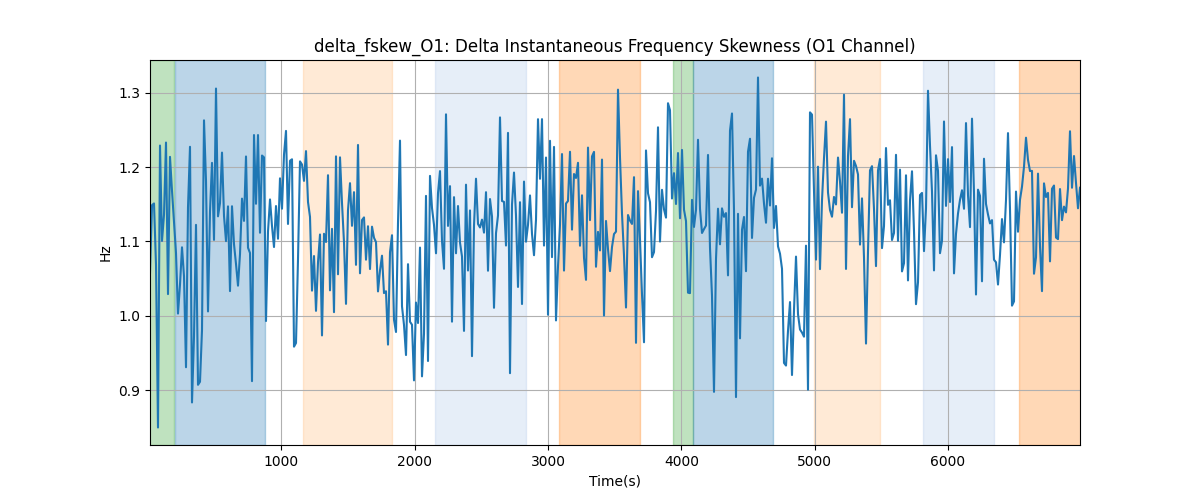 delta_fskew_O1: Delta Instantaneous Frequency Skewness (O1 Channel)
1.3
1.2
1.1
1.0
0.9
Hz
1000 2000 3000 4000 5000 6000
Time(s)